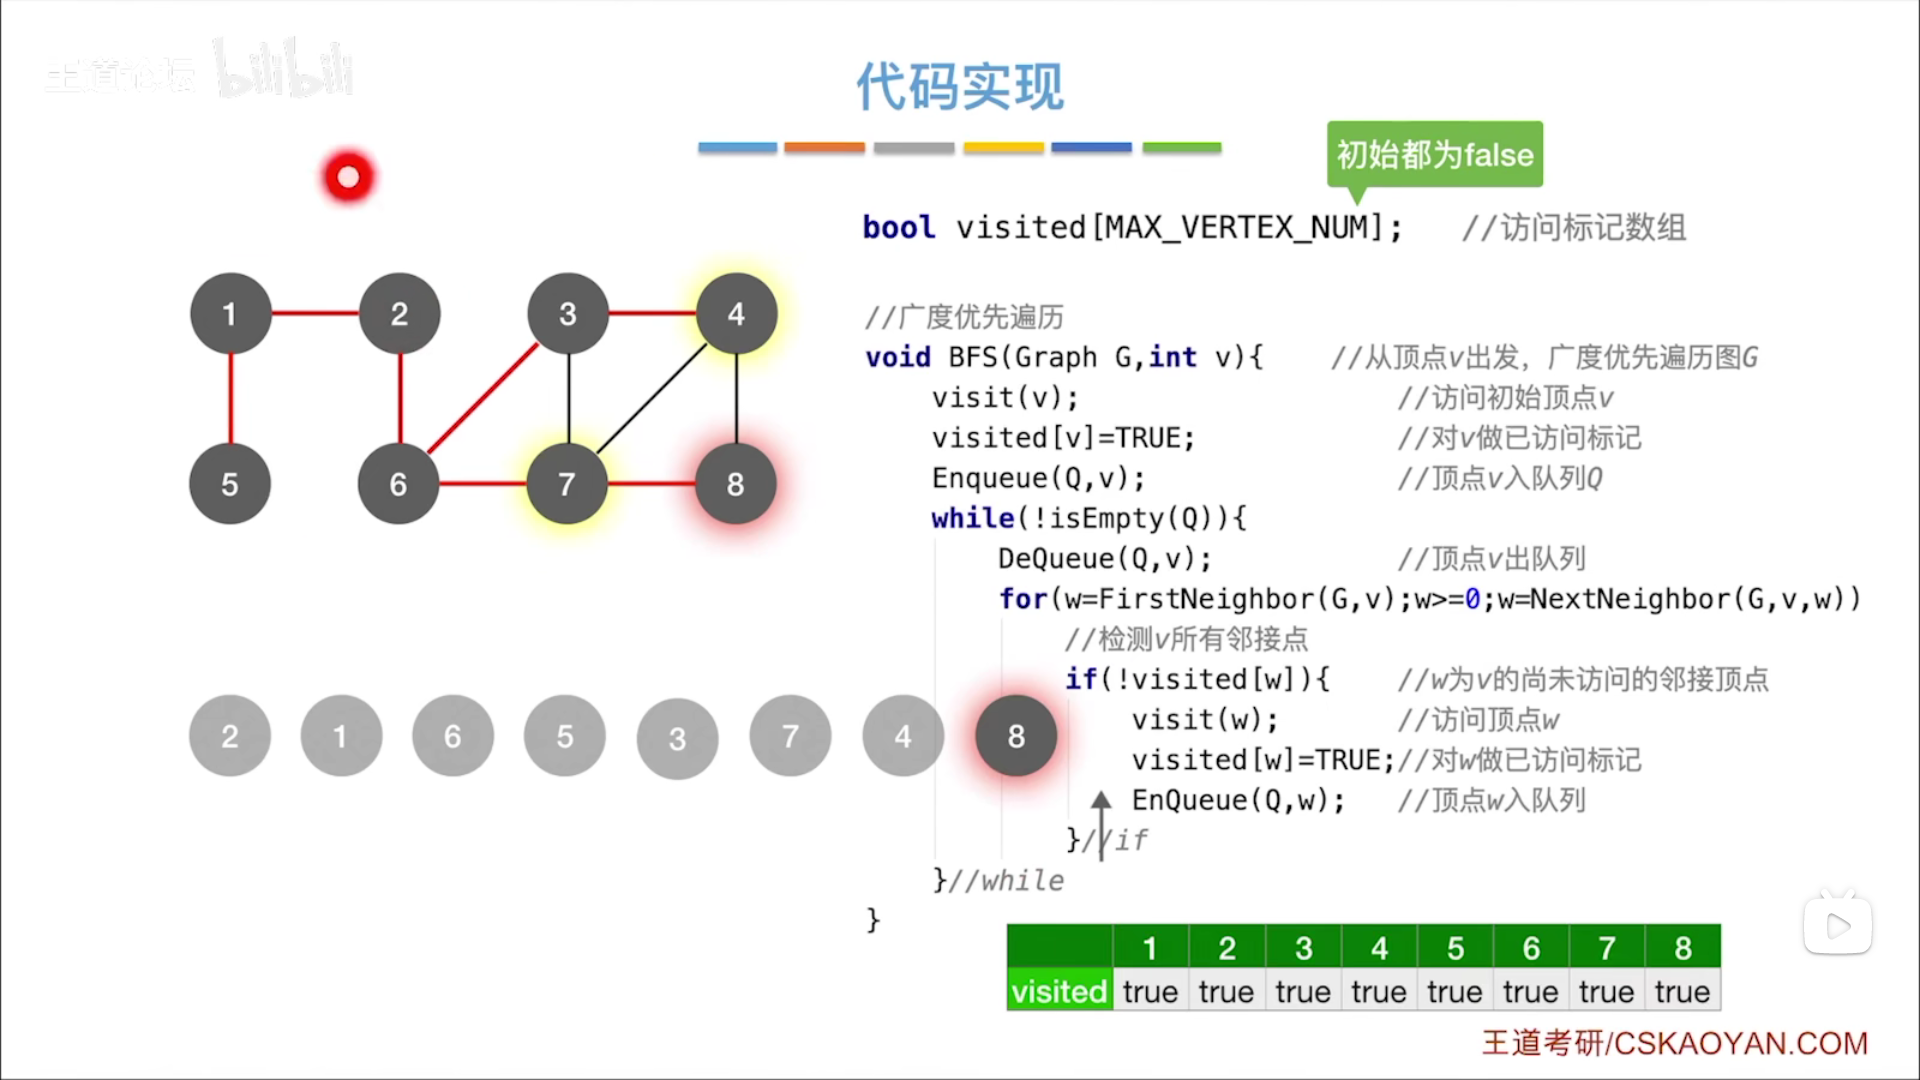 王道论坛 bilibili
代码实现
初始都为false
bool visited[MAX_VERTEX_NUM]; //访问标记数组
//广度优先遍历
void BFS(Graph G,int v){ //从顶点v出发，广度优先遍历图G
visit(v); //访问初始顶点v
visited[v]=TRUE; //对v做已访问标记
Enqueue(Q,v); //顶点v入队列Q
while(!isEmpty(Q)){
DeQueue(Q,v); //顶点v出队列
for(w=FirstNeighbor(G,v);w>=0;w=NextNeighbor(G,v,w))
//检测v所有邻接点
if(!visited[w]){ //w为v的尚未访问的邻接顶点
visit(w); //访问顶点w
visited[w]=TRUE;//对w做已访问标记
EnQueue(Q,w); //顶点w入队列
}//if
}//while
}
1 2 3 4
5 6 7 8
2 1 6 5 3 7 4 8
1 2 3 4 5 6 7 8
visited true true true true true true true true
王道考研/CSKAOYAN.COM